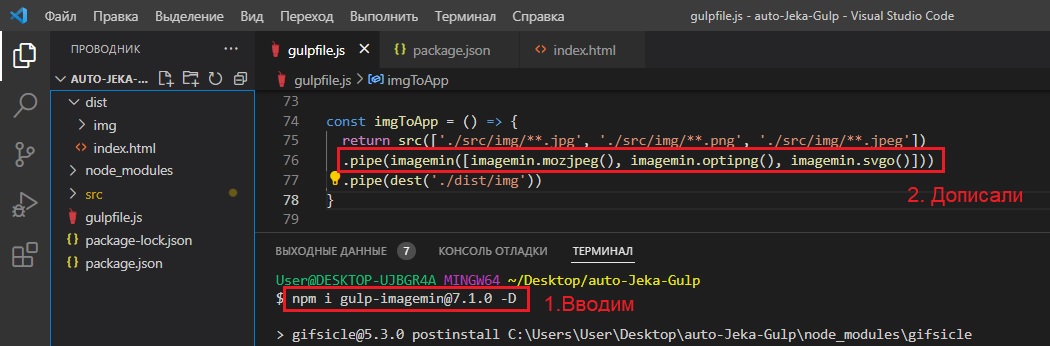 Файл Правка Выделение Вид Переход Выполнить Терминал Справка gulpfile.js - auto-Jeka-Gulp - Visual Studio Code
ПРОВОДНИК ...
AUTO-JEKA-...
dist
img
index.html
node_modules
src
gulpfile.js
package-lock.json
package.json
gulpfile.js package.json index.html
gulpfile.js > imgToApp
73
74 const imgToApp = () => {
75 return src(['./src/img/**.jpg', './src/img/**.png', './src/img/**.jpeg'])
76 .pipe(imagemin([imagemin.mozjpeg(), imagemin.optipng(), imagemin.svgo()]))
77 .pipe(dest('./dist/img'))
78 }
79
2. Дописали
ВЫХОДНЫЕ ДАННЫЕ 7 КОНСОЛЬ ОТЛАДКИ ТЕРМИНАЛ
User@DESKTOP-UJBGR4A MINGW64 ~/Desktop/auto-Jeka-Gulp
$ npm i gulp-imagemin@7.1.0 -D
1.Вводим
> gifsicle@5.3.0 postinstall C:\Users\User\Desktop\auto-Jeka-Gulp\node_modules\gifsicle